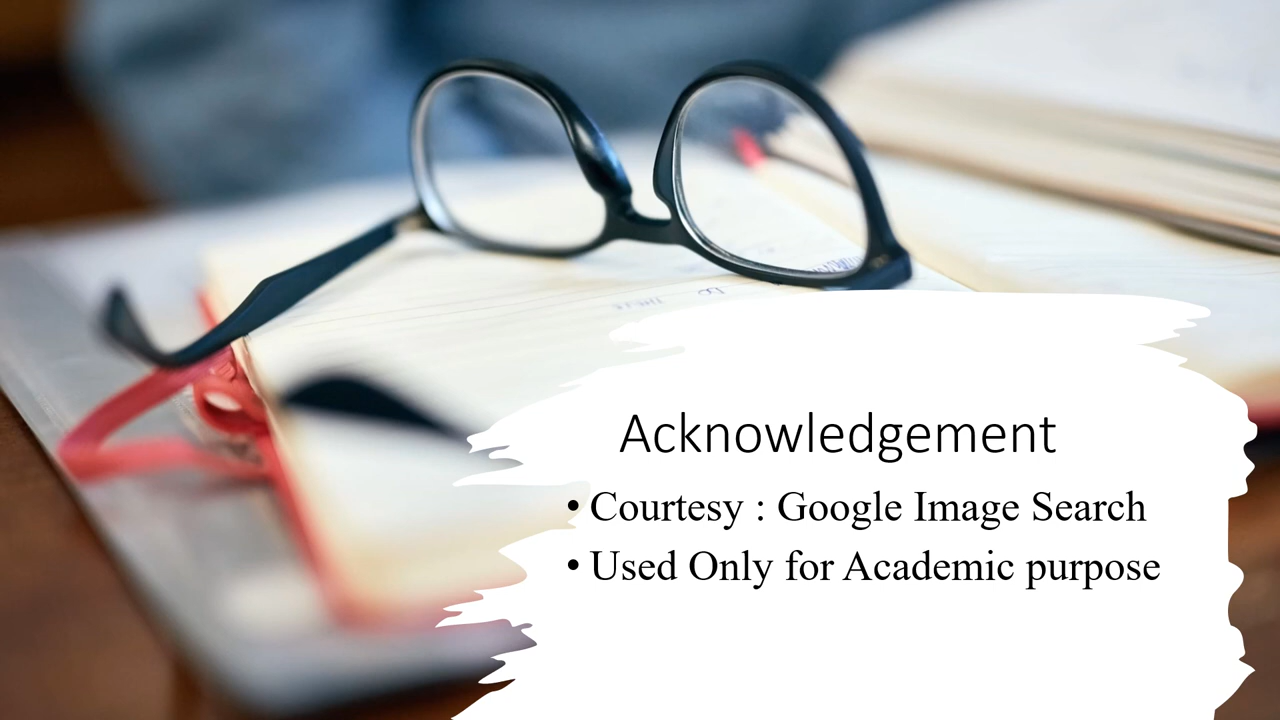 Acknowledgement
• Courtesy : Google Image Search
• Used Only for Academic purpose